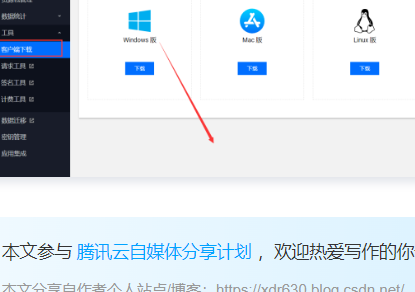 数据统计
工具
客户端下载
请求工具
签名工具
计费工具
数据迁移
密钥管理
应用集成
Windows 版
Mac 版
Linux 版
下载
下载
下载
本文参与 腾讯云自媒体分享计划 ，欢迎热爱写作的你
本文分享自作者个人站点/博客：https://xdr630.blog.csdn.net/